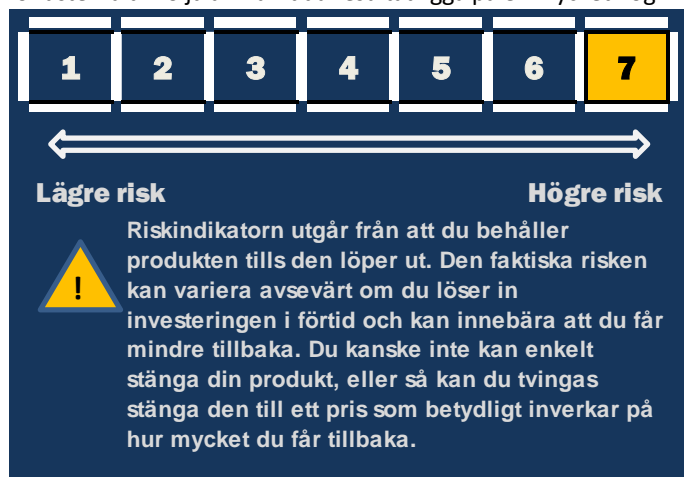 1 2 3 4 5 6 7
Lägre risk Högre risk
Riskindikatorn utgår från att du behåller
produkten tills den löper ut. Den faktiska risken
! kan variera avsevärt om du löser in
investeringen i förtid och kan innebära att du får
mindre tillbaka. Du kanske inte kan enkelt
stänga din produkt, eller så kan du tvingas
stänga den till ett pris som betydligt inverkar på
hur mycket du får tillbaka.